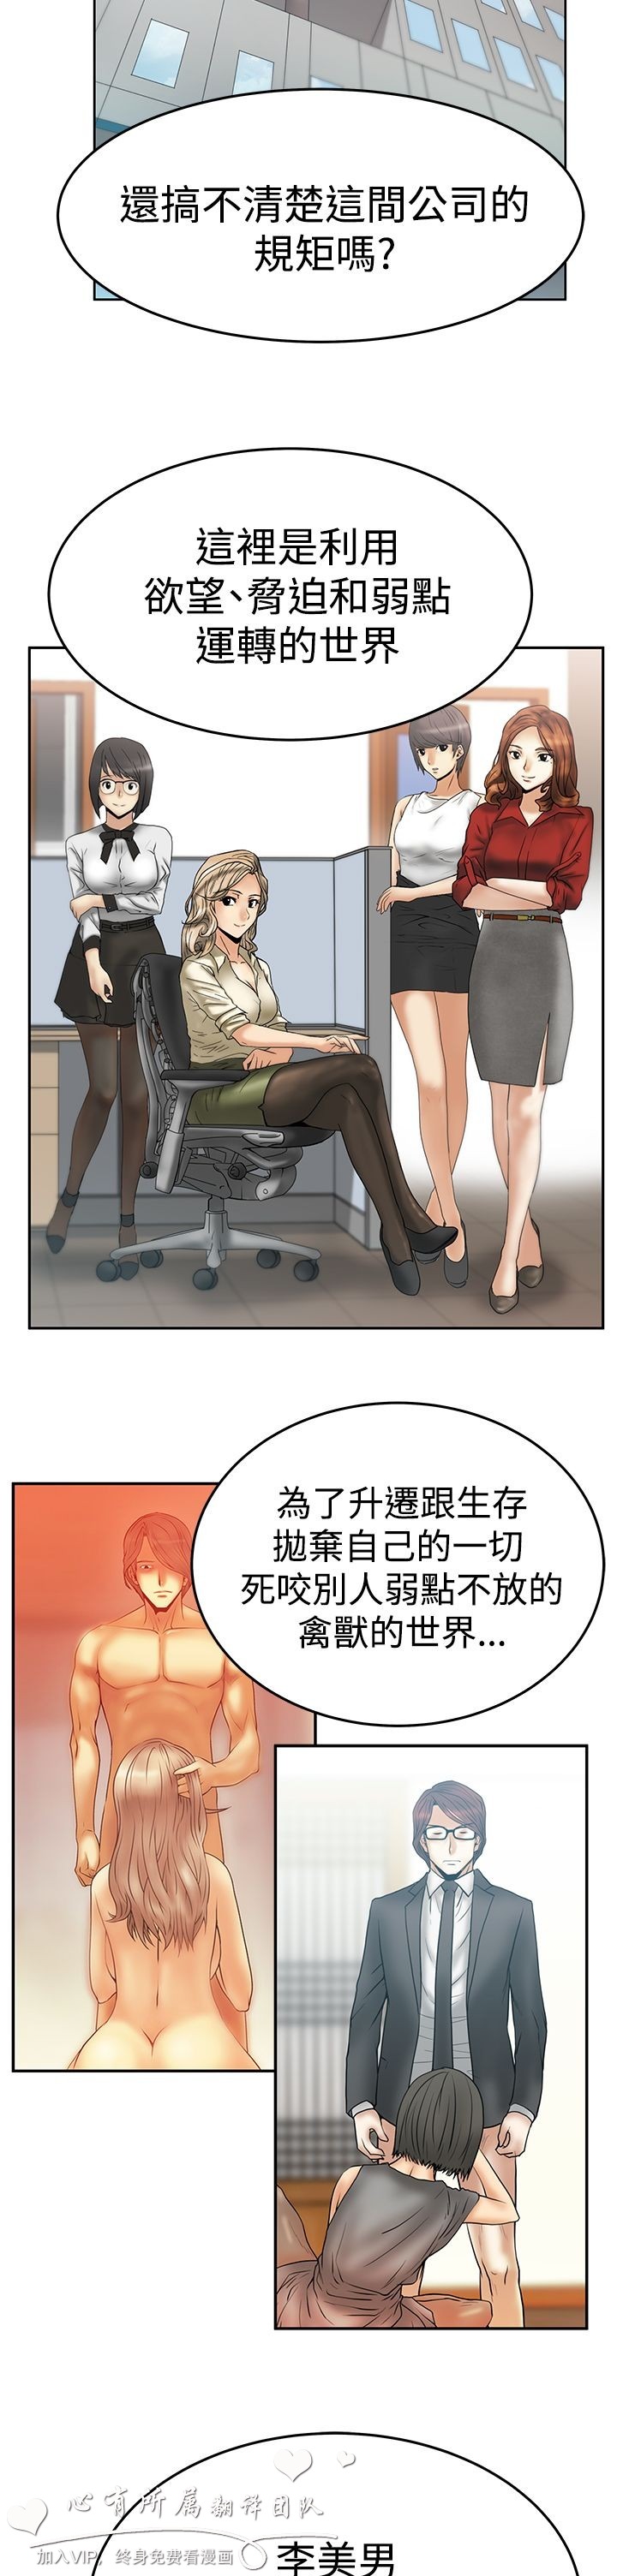 還搞不清楚這間公司的
規矩嗎?
這裡是利用
欲望、脅迫和弱點
運轉的世界
為了升遷跟生存
拋棄自己的一切
死咬別人弱點不放的
禽獸的世界...
心有所属翻译团队
加入VIP，终身免费看漫画
李美男